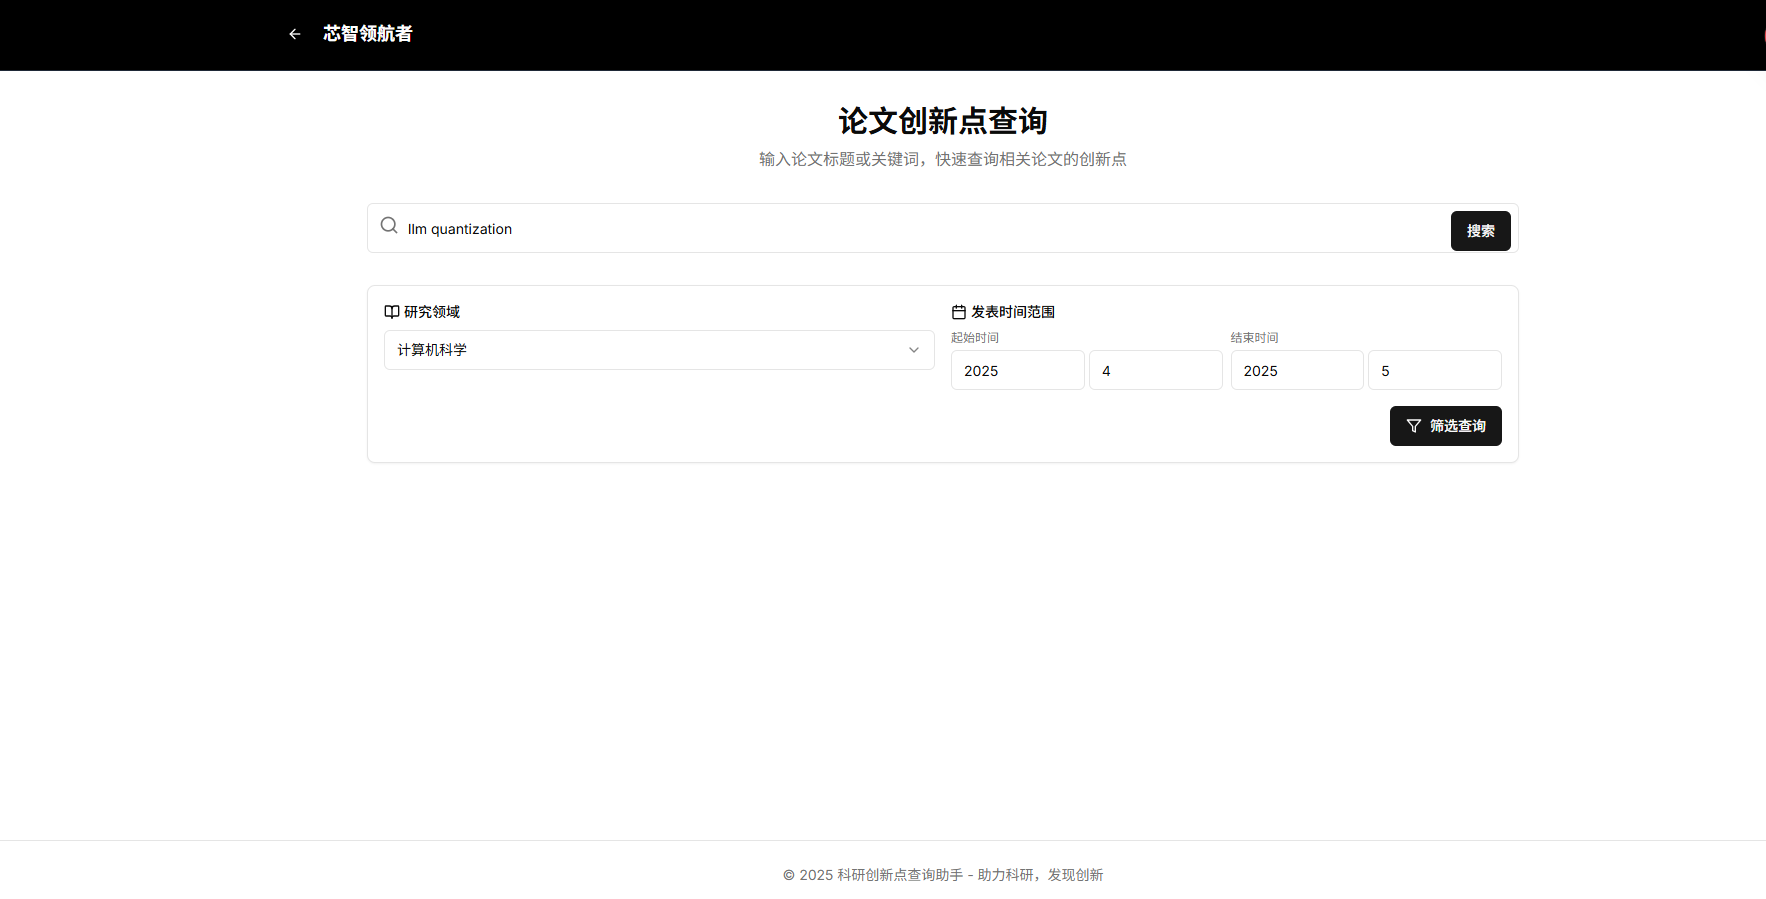 芯智领航者
论文创新点查询
输入论文标题或关键词，快速查询相关论文的创新点
llm quantization
搜索
研究领域
计算机科学
发表时间范围
起始时间
结束时间
2025
4
2025
5
筛选查询
© 2025 科研创新点查询助手 - 助力科研，发现创新